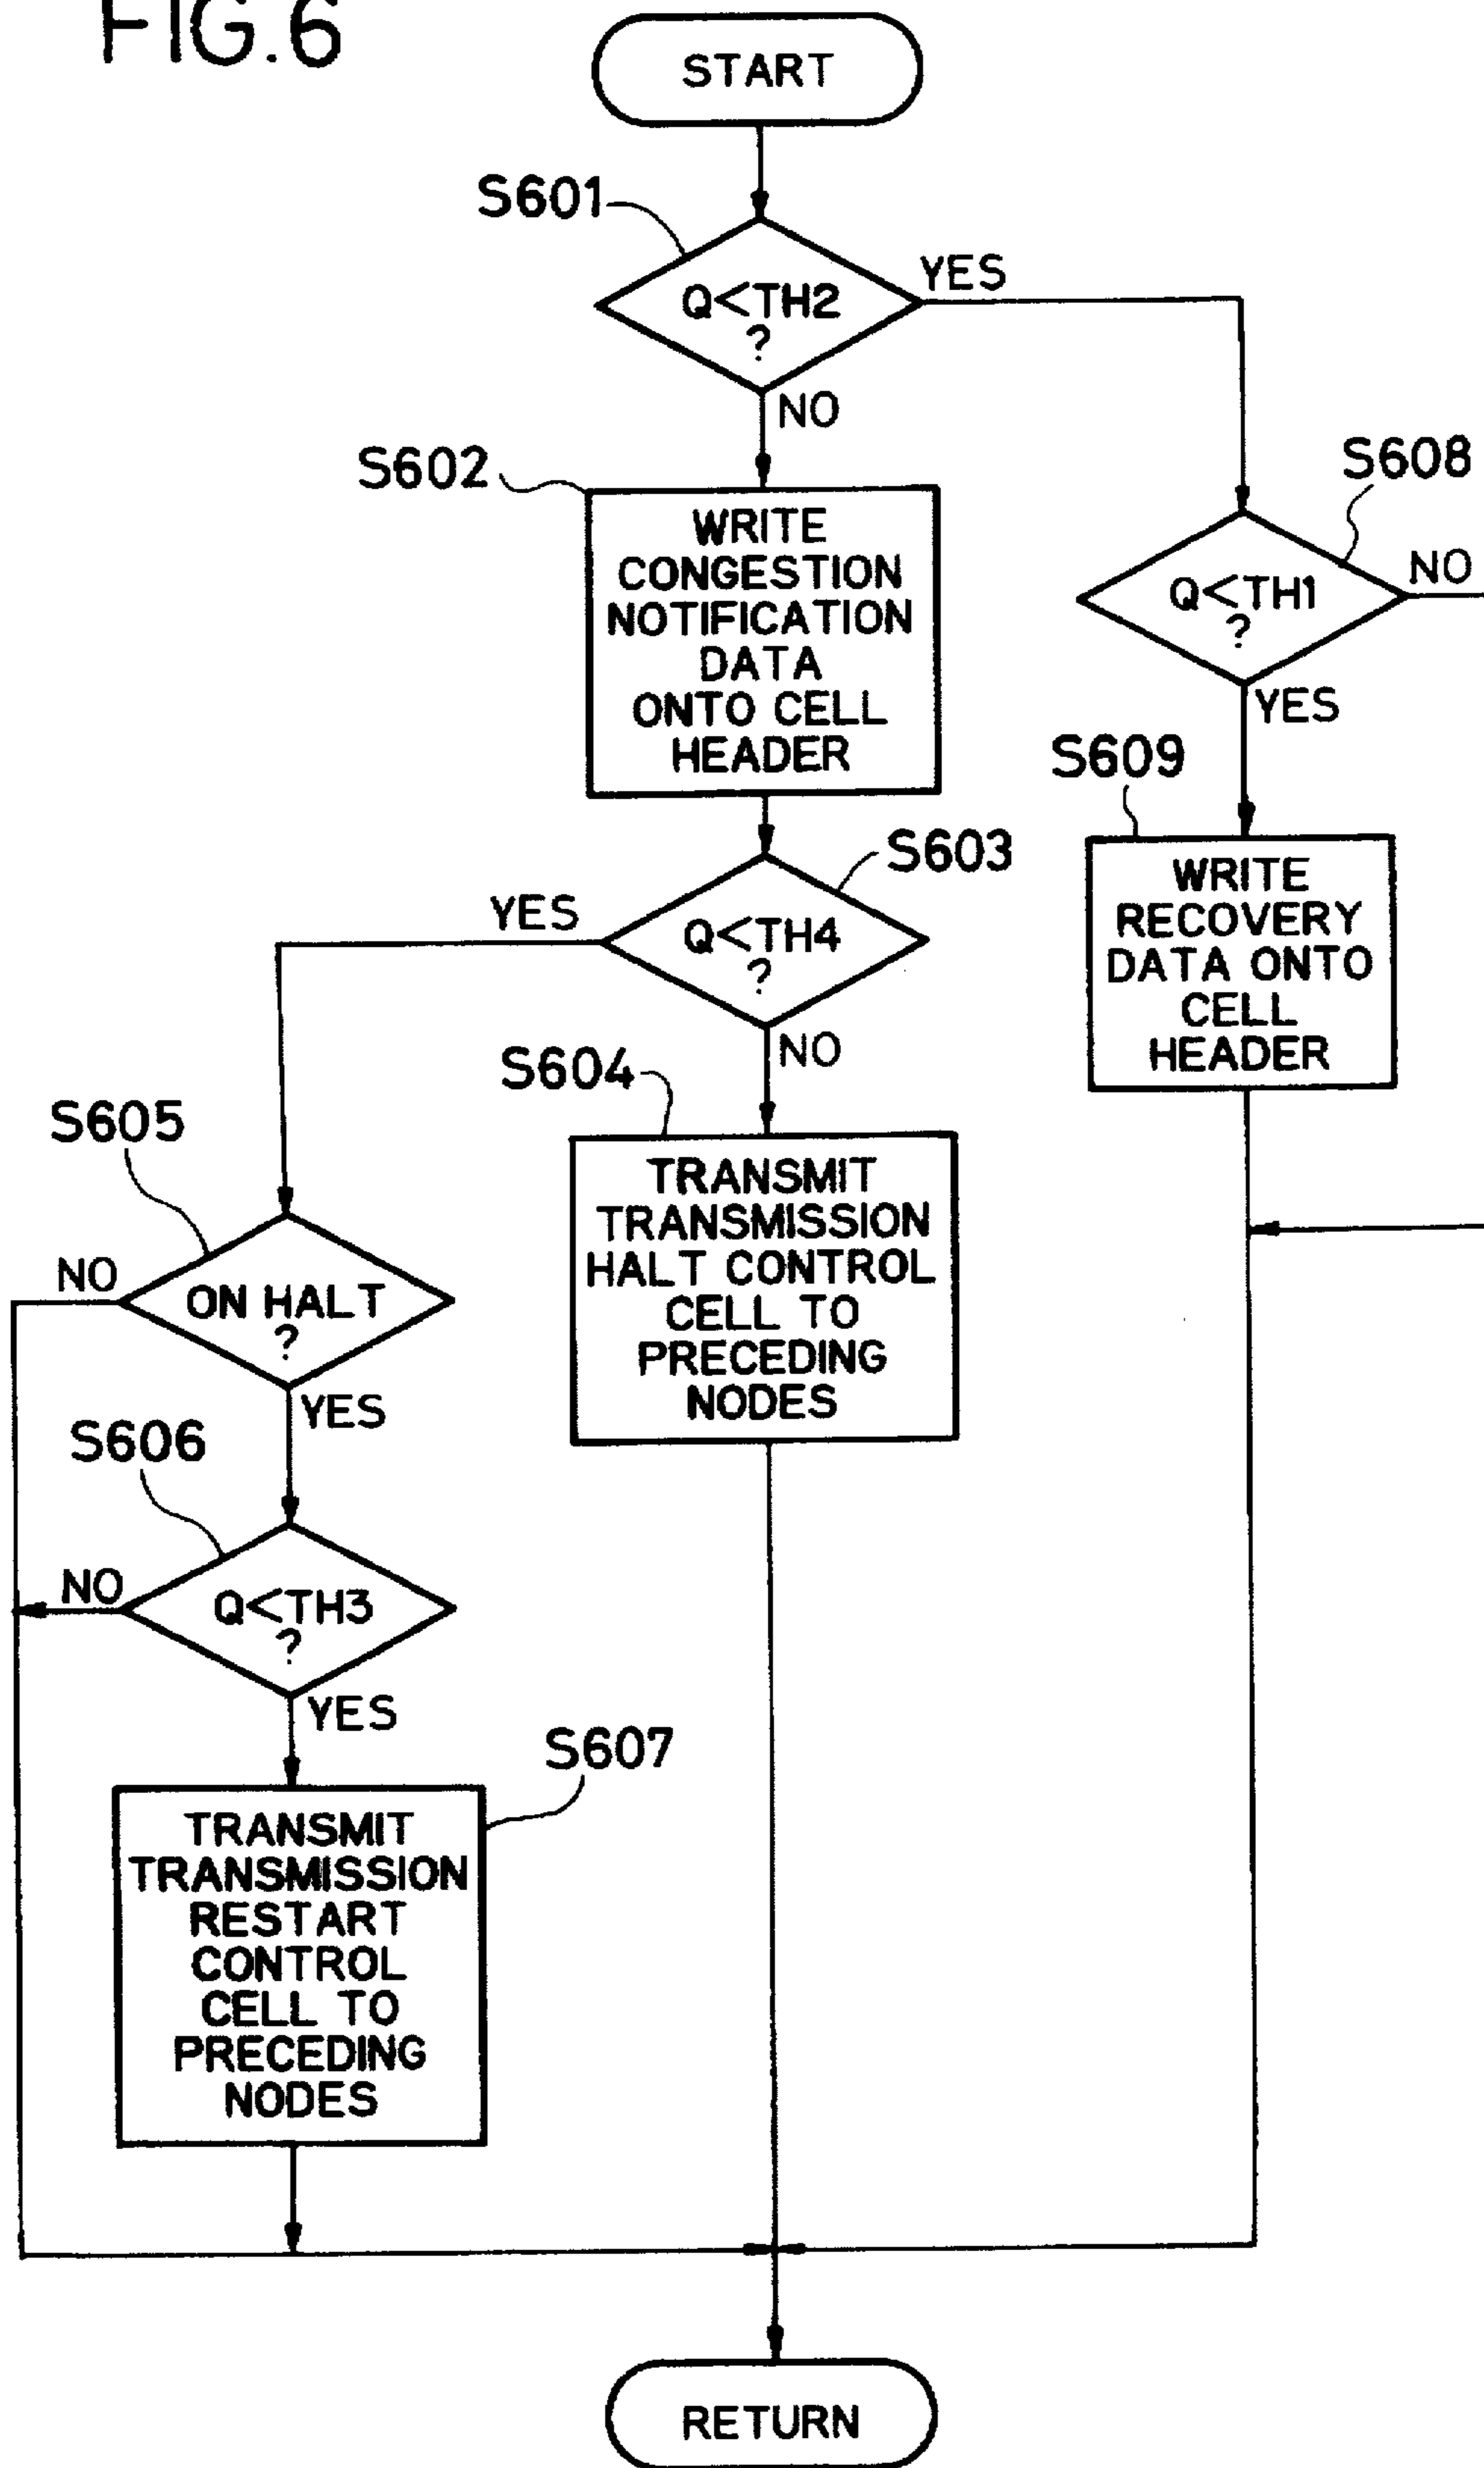 FIG.6
START
S601
Q<TH2
?
YES
NO
S602
WRITE
CONGESTION
NOTIFICATION
DATA
ONTO CELL
HEADER
S608
Q<TH1
?
NO
YES
S609
WRITE
RECOVERY
DATA ONTO
CELL
HEADER
S603
Q<TH4
?
YES
NO
S604
TRANSMIT
TRANSMISSION
HALT CONTROL
CELL TO
PRECEDING
NODES
S605
ON HALT
?
NO
YES
S606
Q<TH3
?
NO
YES
S607
TRANSMIT
TRANSMISSION
RESTART
CONTROL
CELL TO
PRECEDING
NODES
RETURN